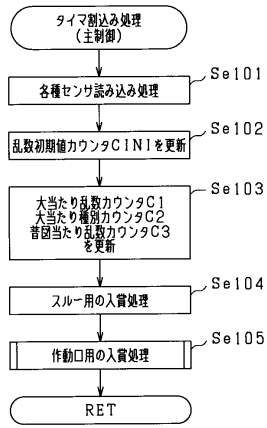 タイマ割込み処理
(主制御)
Se101
各種センサ読み込み処理
Se102
乱数初期値カウンタCINIを更新
Se103
大当たり乱数カウンタC1
大当たり種別カウンタC2
普図当たり乱数カウンタC3
を更新
Se104
スルー用の入賞処理
Se105
作動口用の入賞処理
RET